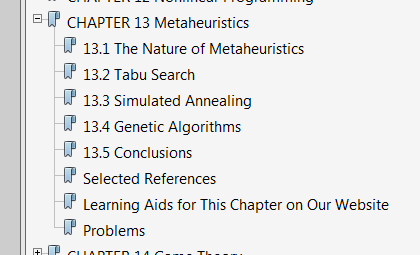 CHAPTER 12 Nonlinear Programming
CHAPTER 13 Metaheuristics
13.1 The Nature of Metaheuristics
13.2 Tabu Search
13.3 Simulated Annealing
13.4 Genetic Algorithms
13.5 Conclusions
Selected References
Learning Aids for This Chapter on Our Website
Problems
CHAPTER 14 Game Theory